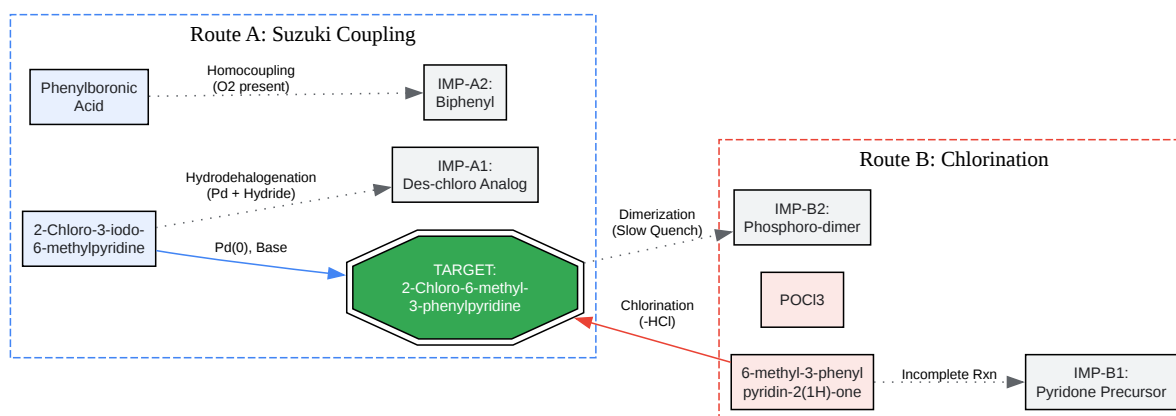 Route A: Suzuki Coupling
Phenylboronic
Acid
Homocoupling
(O2 present)
IMP-A2:
Biphenyl
Hydrodehalogenation
(Pd + Hydride)
IMP-A1:
Des-chloro Analog
2-Chloro-3-iodo-
6-methylpyridine
Pd(0), Base
TARGET:
2-Chloro-6-methyl-
3-phenylpyridine
Route B: Chlorination
Dimerization
(Slow Quench)
IMP-B2:
Phosphoro-dimer
POCl3
Chlorination
(-HCl)
6-methyl-3-phenyl
pyridin-2(1H)-one
Incomplete Rxn
IMP-B1:
Pyridone Precursor